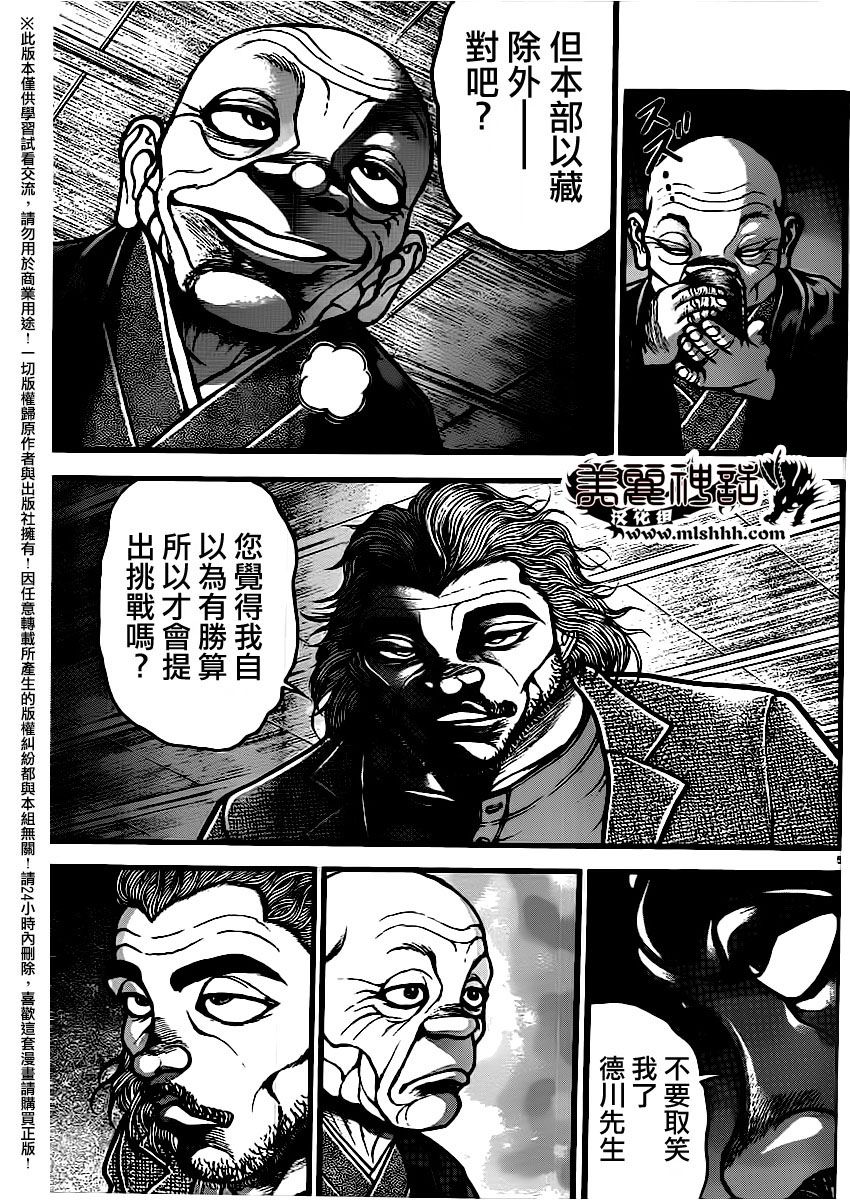 ズズ…
但本部以藏
除外——
對吧？
美麗神話
汉化组
www.mlshhh.com
您覺得我自
以為有勝算
所以才會提
出挑戰嗎？
5
不要取笑
我了
德川先生
※此版本僅供學習試看交流，請勿用於商業用途！一切版權歸原作者與出版社擁有！因任意轉載所產生的版權糾紛都與本組無關！請24小時內刪除，喜歡這套漫畫請購買正版！